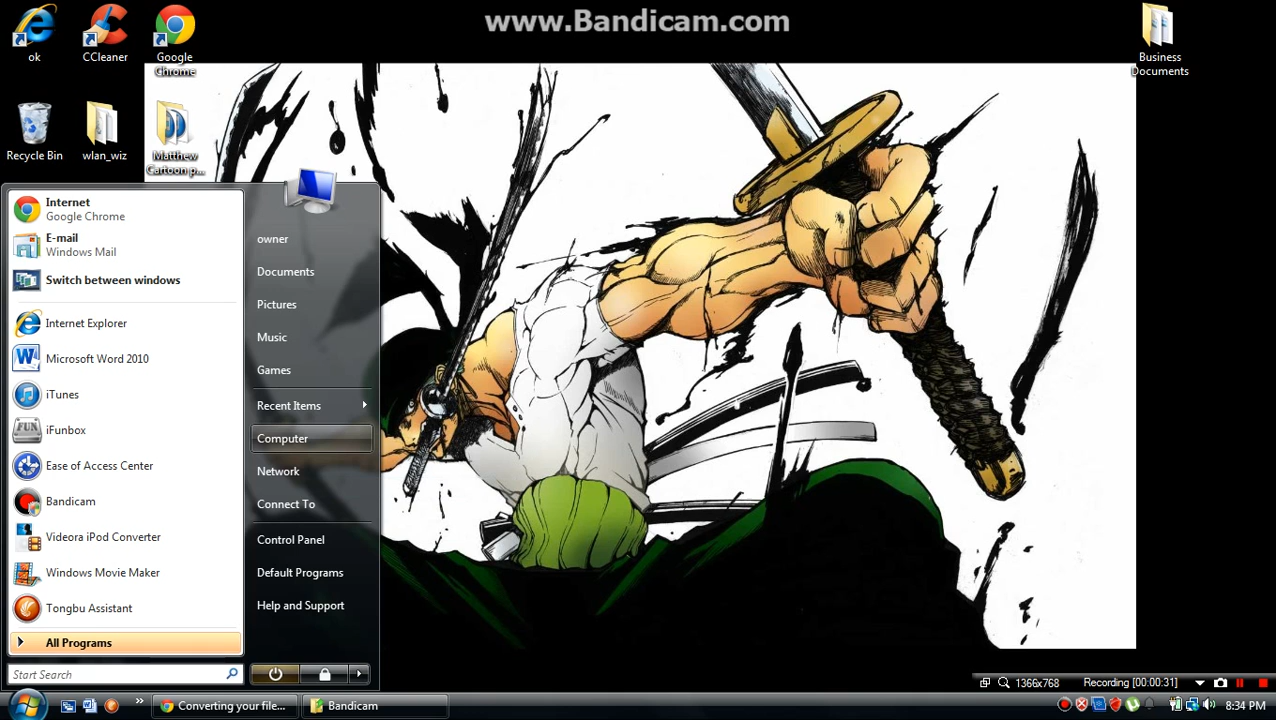 www.Bandicam.com
ok
CCleaner
Google
Chrome
Business
Documents
Recycle Bin
wlan_wiz
Matthew
Cartoon p...
Internet
Google Chrome
E-mail
Windows Mail
Switch between windows
Internet Explorer
Microsoft Word 2010
iTunes
iFunbox
Ease of Access Center
Bandicam
Videora iPod Converter
Windows Movie Maker
Tongbu Assistant
All Programs
Start Search
owner
Documents
Pictures
Music
Games
Recent Items
Computer
Network
Connect To
Control Panel
Default Programs
Help and Support
1366x768
Recording [00:00:31]
Converting your file...
Bandicam
8:34 PM